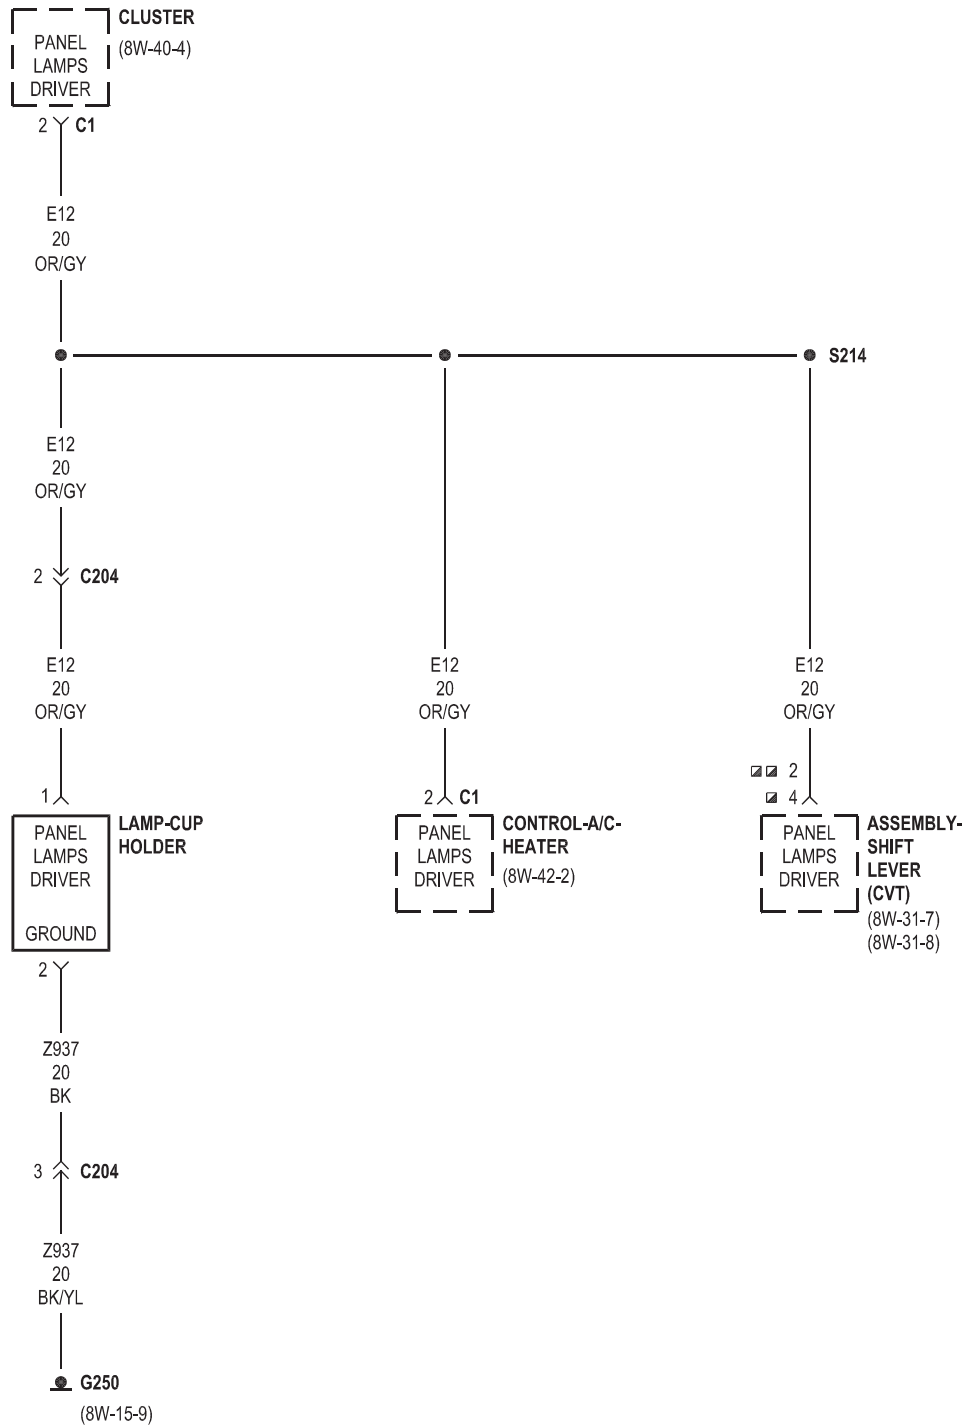 CLUSTER
(8W-40-4)
PANEL
LAMPS
DRIVER
2 C1
E12
20
OR/GY
S214
E12
20
OR/GY
2 C204
E12
20
OR/GY
1
LAMP-CUP
HOLDER
PANEL
LAMPS
DRIVER
GROUND
E12
20
OR/GY
2 C1
CONTROL-A/C-
HEATER
(8W-42-2)
PANEL
LAMPS
DRIVER
E12
20
OR/GY
2
4
ASSEMBLY-
SHIFT
LEVER
(CVT)
(8W-31-7)
(8W-31-8)
PANEL
LAMPS
DRIVER
2
Z937
20
BK
3 C204
Z937
20
BK/YL
G250
(8W-15-9)